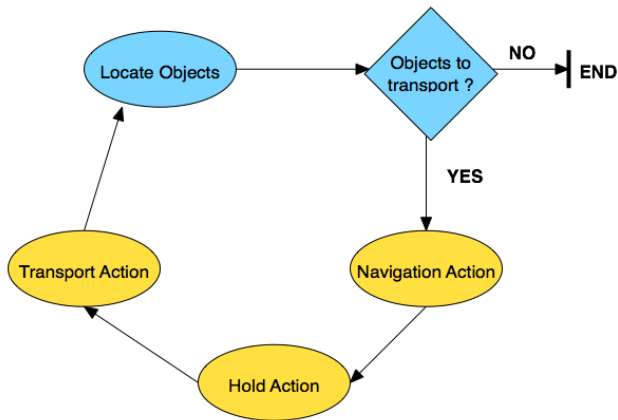 Locate Objects
Objects to
transport ?
NO
END
YES
Transport Action
Navigation Action
Hold Action